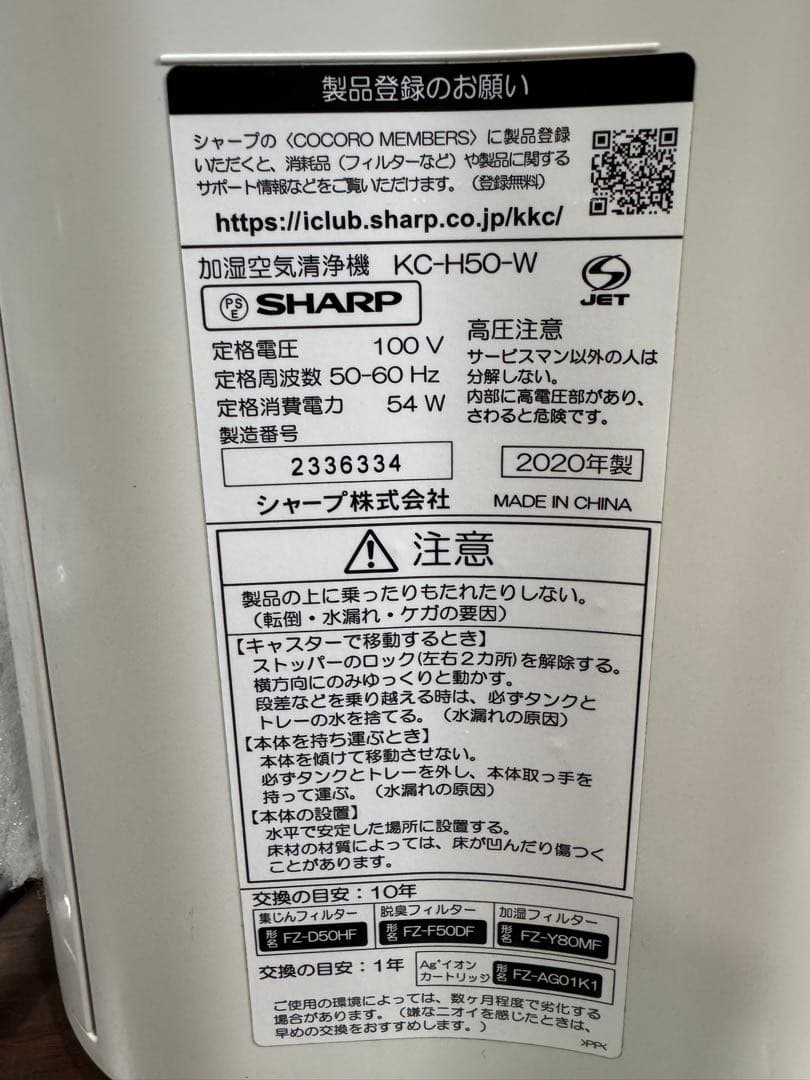 製品登録のお願い
シャープの〈COCORO MEMBERS〉に製品登録
いただくと、消耗品（フィルターなど）や製品に関する
サポート情報などをご覧いただけます。（登録無料）
https://iclub.sharp.co.jp/kkc/
加湿空気清浄機 KC-H50-W
JET
PS
E
SHARP
定格電圧 100 V
定格周波数 50-60 Hz
定格消費電力 54 W
製造番号
2336334
高圧注意
サービスマン以外の人は
分解しない。
内部に高電圧部があり、
さわると危険です。
2020年製
シャープ株式会社 MADE IN CHINA
注意
製品の上に乗ったりもたれたりしない。
（転倒・水漏れ・ケガの要因）
【キャスターで移動するとき】
ストッパーのロック(左右2カ所)を解除する。
横方向にのみゆっくりと動かす。
段差などを乗り越える時は、必ずタンクと
トレーの水を捨てる。（水漏れの原因）
【本体を持ち運ぶとき】
本体を傾けて移動させない。
必ずタンクとトレーを外し、本体取っ手を
持って運ぶ。（水漏れの原因）
【本体の設置】
水平で安定した場所に設置する。
床材の材質によっては、床が凹んだり傷つく
ことがあります。
交換の目安：10年
集じんフィルター
形名 FZ-D50HF
脱臭フィルター
形名 FZ-F50DF
加湿フィルター
形名 FZ-Y80MF
交換の目安：1年
Ag⁺イオン
カートリッジ
形名 FZ-AG01K1
ご使用の環境によっては、数ヶ月程度で劣化する
場合があります。（嫌なニオイを感じたときは、
早めの交換をおすすめします。）
>PP<